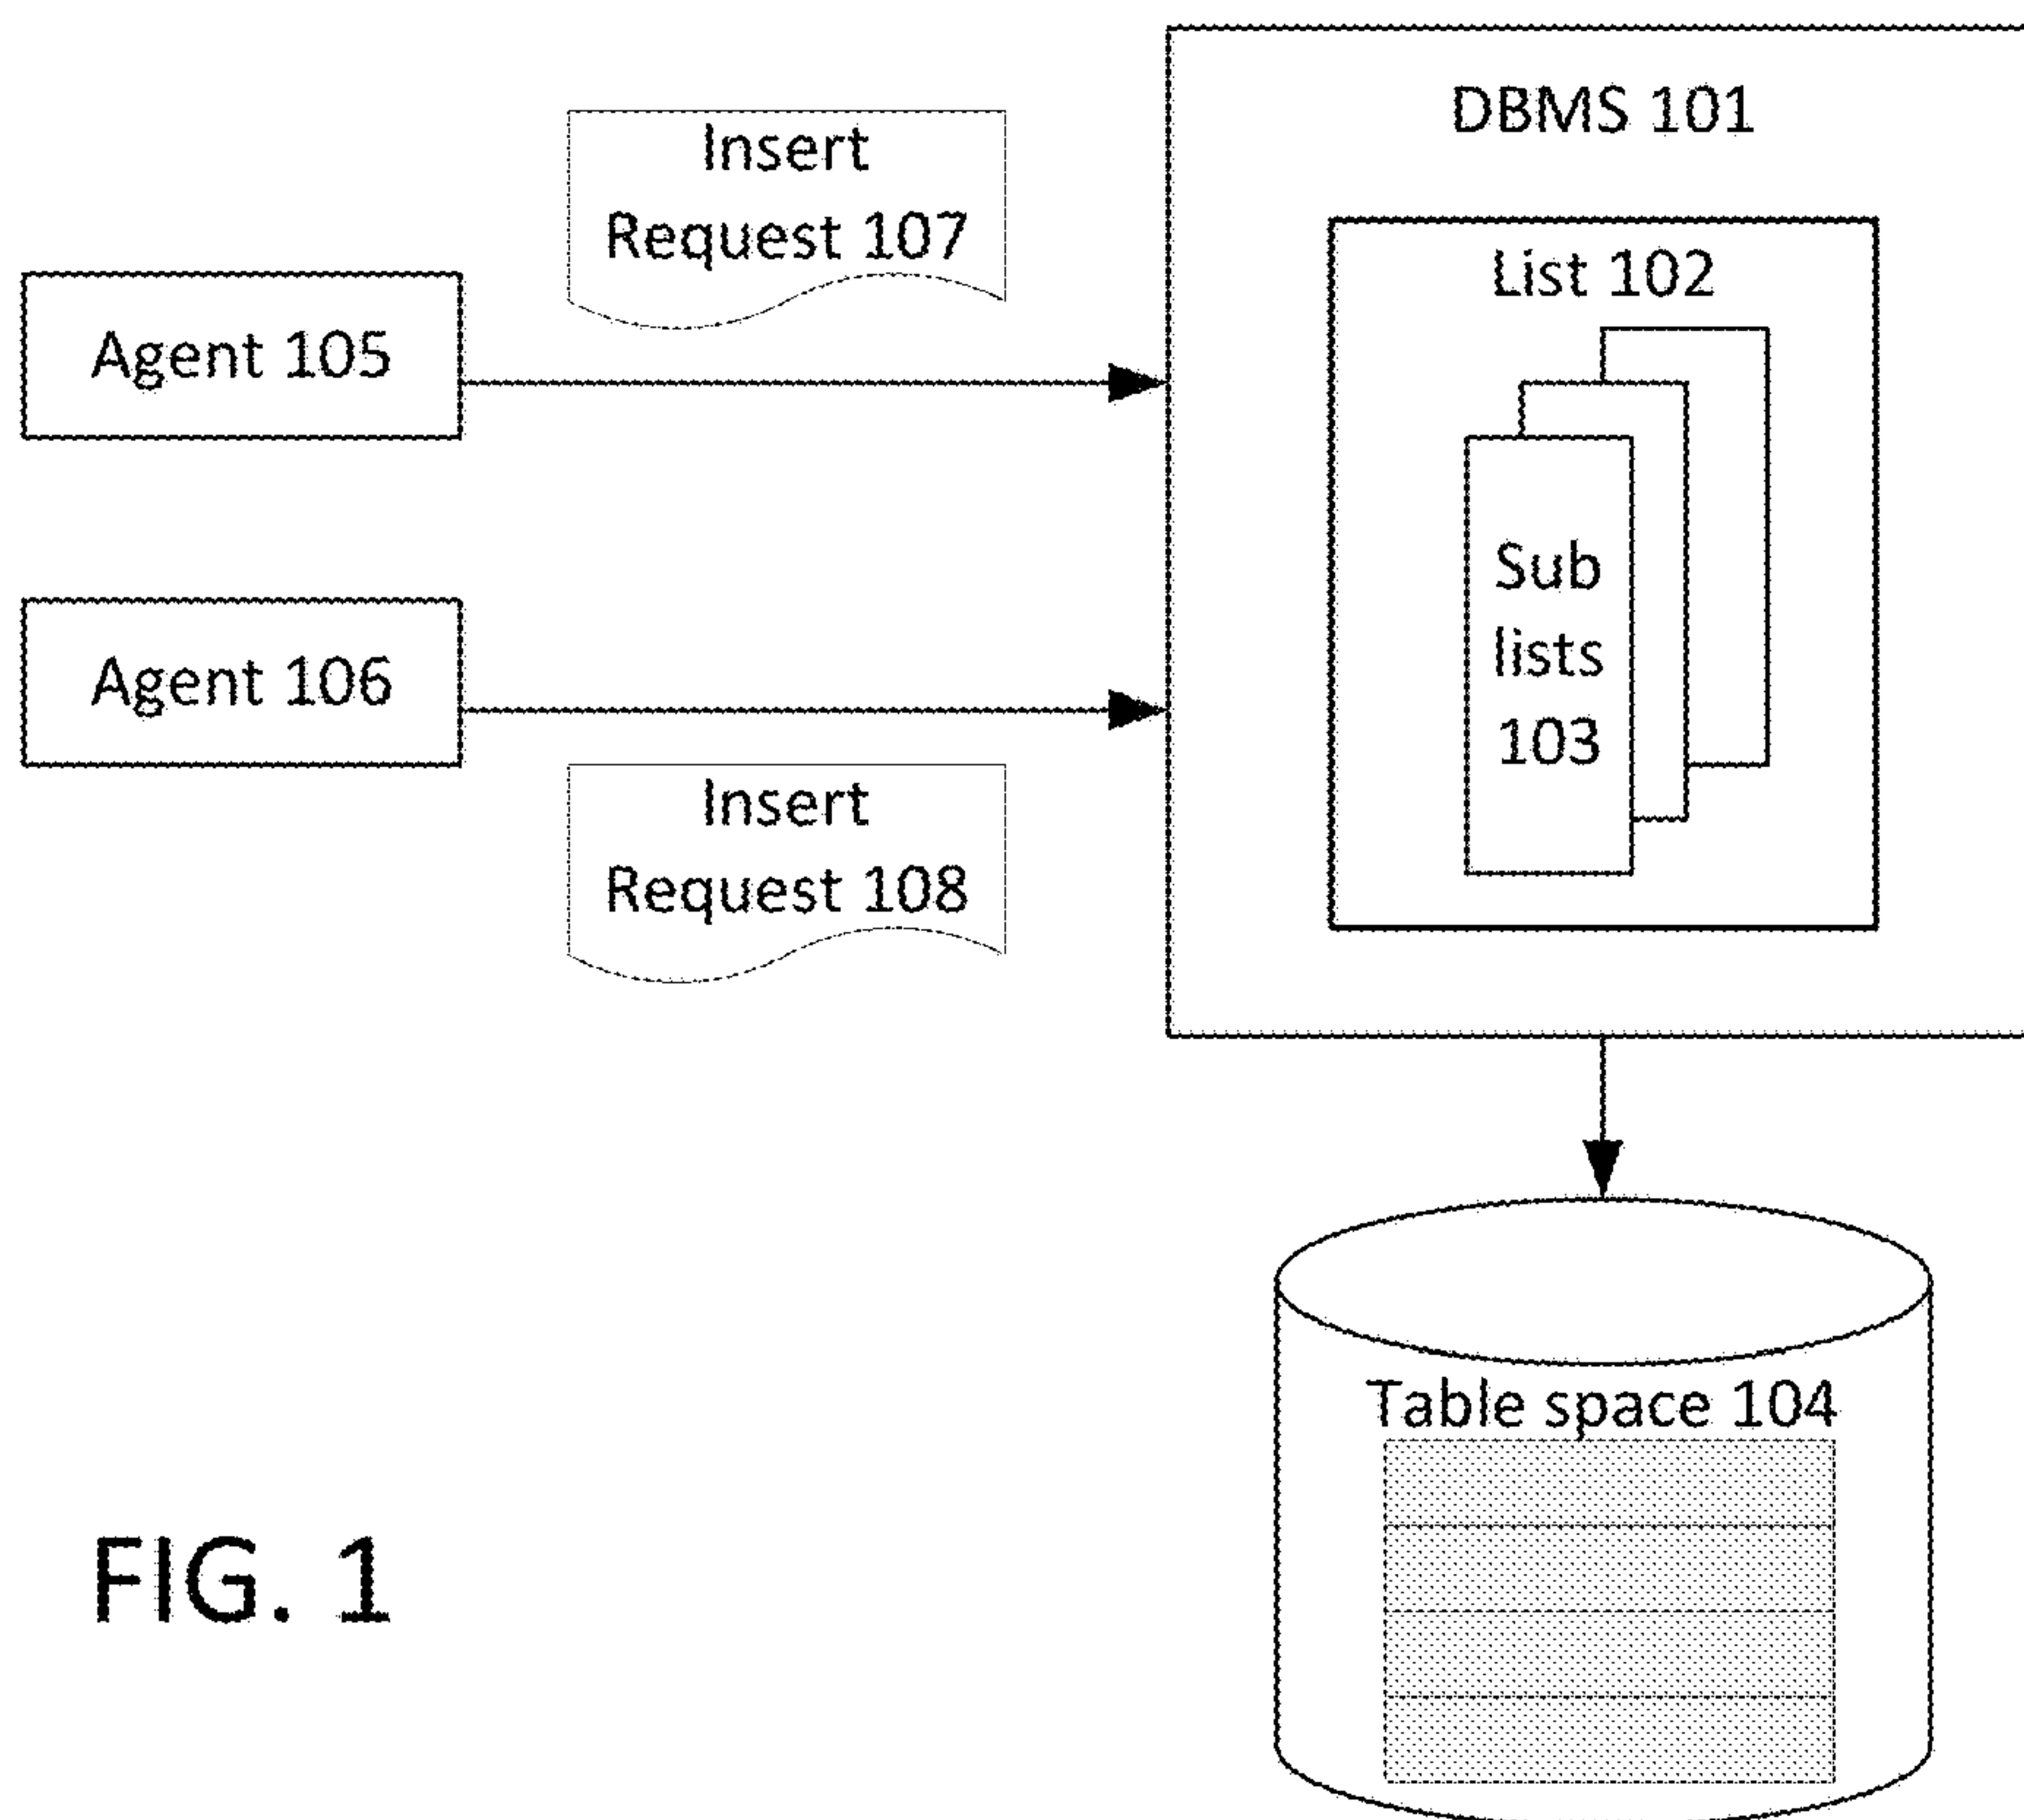 DBMS 101
Insert
Request 107
List 102
Agent 105
Sub
lists
103
Agent 106
Insert
Request 108
Table space 104
FIG. 1